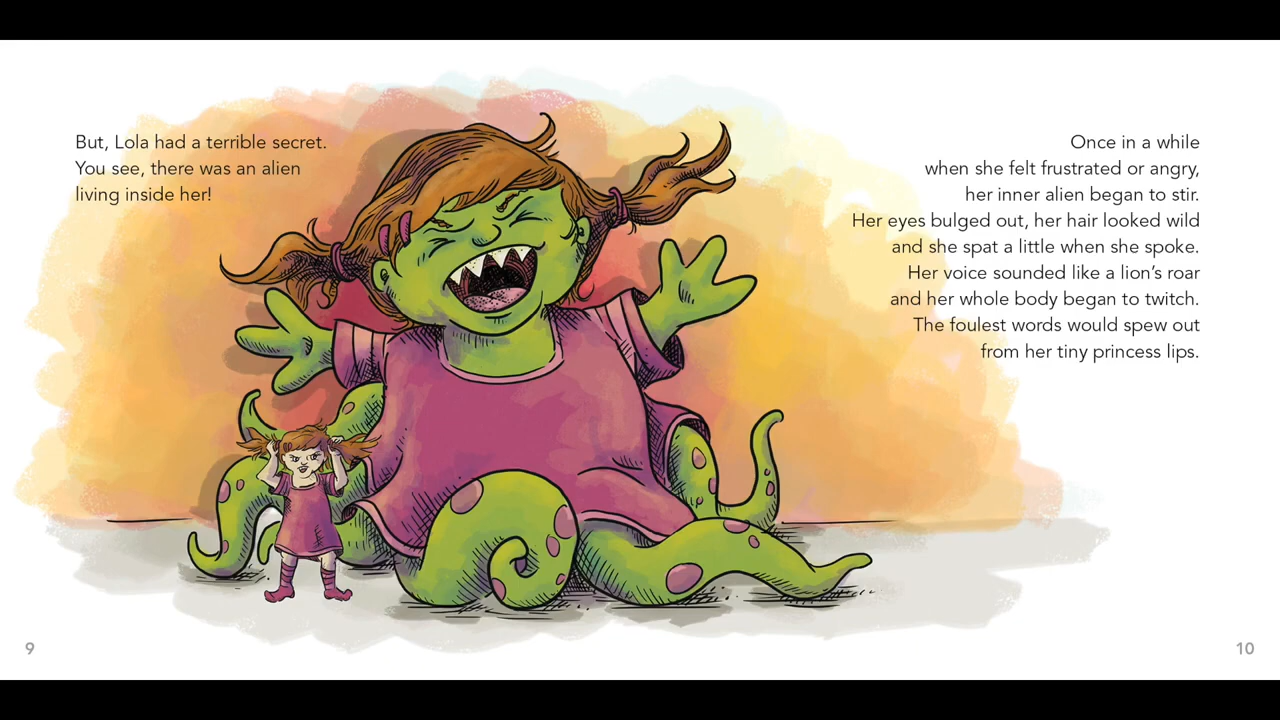 But, Lola had a terrible secret.
You see, there was an alien
living inside her!
Once in a while
when she felt frustrated or angry,
her inner alien began to stir.
Her eyes bulged out, her hair looked wild
and she spat a little when she spoke.
Her voice sounded like a lion's roar
and her whole body began to twitch.
The foulest words would spew out
from her tiny princess lips.
9
10